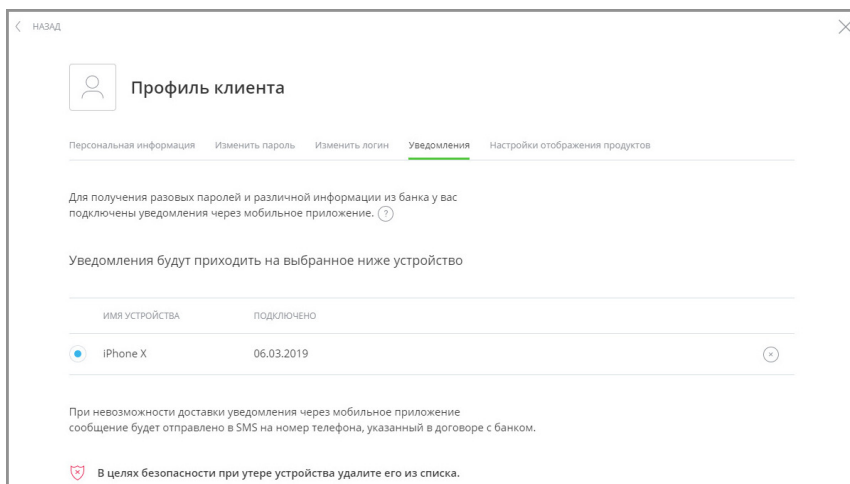 НАЗАД
Профиль клиента
Персональная информация Изменить пароль Изменить логин Уведомления Настройки отображения продуктов
Для получения разовых паролей и различной информации из банка у вас
подключены уведомления через мобильное приложение. ?
Уведомления будут приходить на выбранное ниже устройство
ИМЯ УСТРОЙСТВА ПОДКЛЮЧЕНО
iPhone X 06.03.2019
При невозможности доставки уведомления через мобильное приложение
сообщение будет отправлено в SMS на номер телефона, указанный в договоре с банком.
В целях безопасности при утере устройства удалите его из списка.